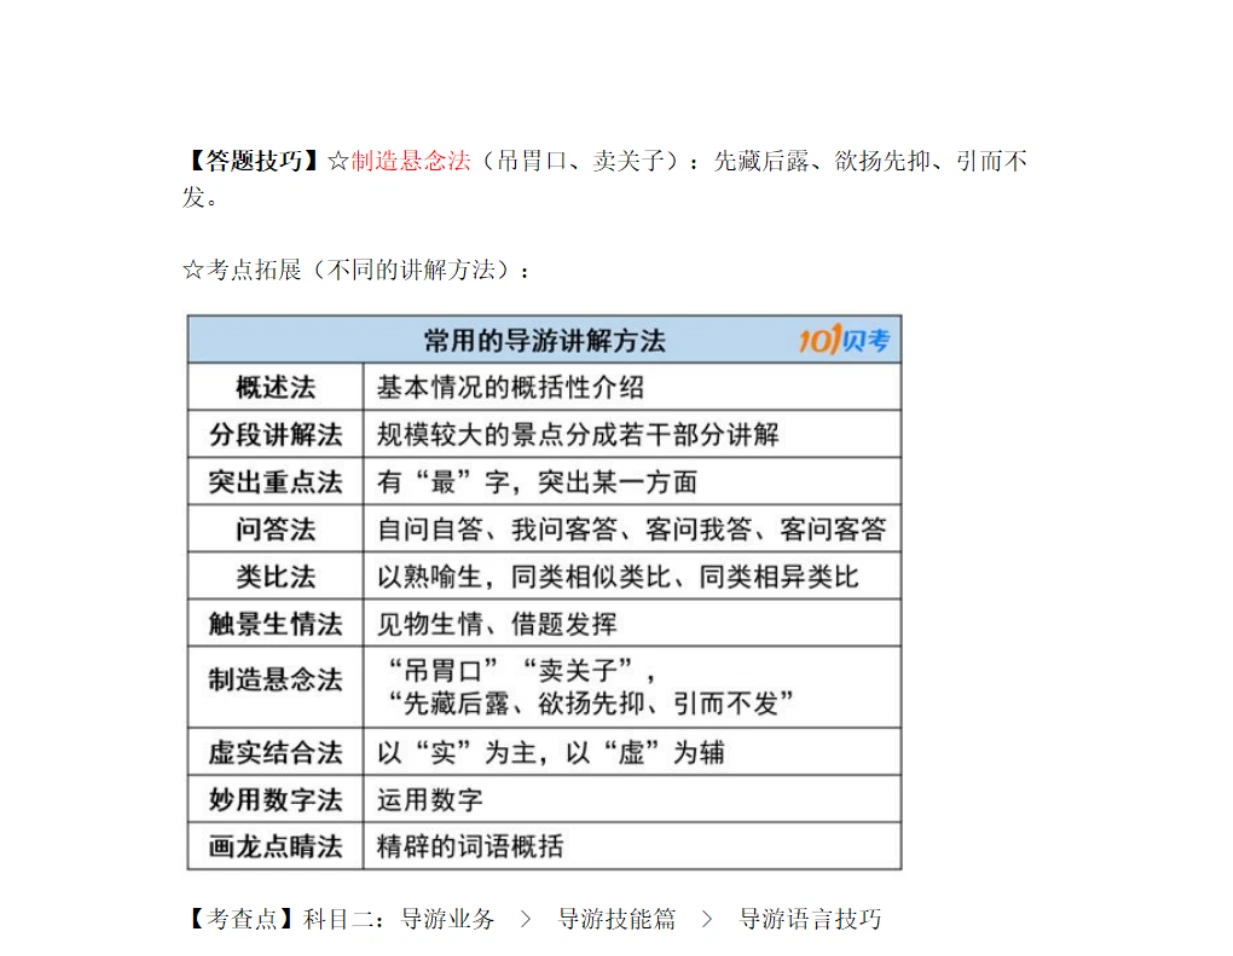 【答题技巧】☆制造悬念法（吊胃口、卖关子）：先藏后露、欲扬先抑、引而不
发。
☆考点拓展（不同的讲解方法）：
常用的导游讲解方法 101贝考
概述法 基本情况的概括性介绍
分段讲解法 规模较大的景点分成若干部分讲解
突出重点法 有“最”字，突出某一方面
问答法 自问自答、我问客答、客问我答、客问客答
类比法 以熟喻生，同类相似类比、同类相异类比
触景生情法 见物生情、借题发挥
制造悬念法 “吊胃口”“卖关子”，
“先藏后露、欲扬先抑、引而不发”
虚实结合法 以“实”为主，以“虚”为辅
妙用数字法 运用数字
画龙点睛法 精辟的词语概括
【考查点】科目二：导游业务 > 导游技能篇 > 导游语言技巧